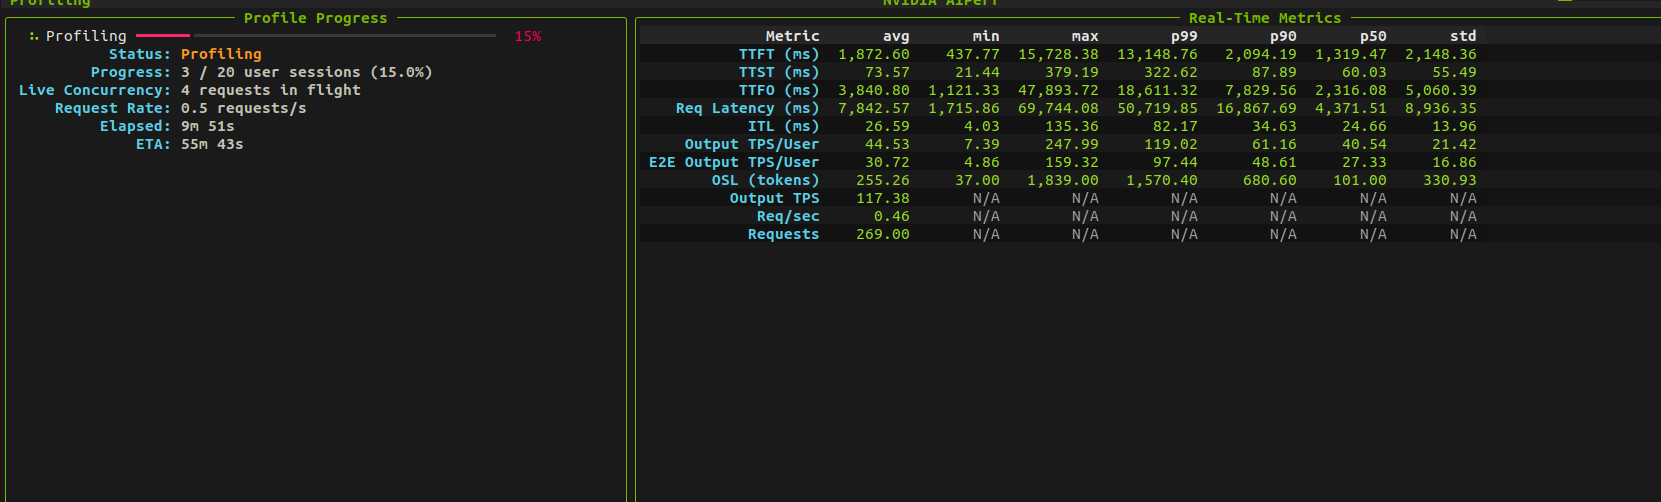 Profiling
NVIDIA AIPerf
Profile Progress
Profiling 15%
Status: Profiling
Progress: 3 / 20 user sessions (15.0%)
Live Concurrency: 4 requests in flight
Request Rate: 0.5 requests/s
Elapsed: 9m 51s
ETA: 55m 43s
Real-Time Metrics
Metric avg min max p99 p90 p50 std
TTFT (ms) 1,872.60 437.77 15,728.38 13,148.76 2,094.19 1,319.47 2,148.36
TTST (ms) 73.57 21.44 379.19 322.62 87.89 60.03 55.49
TTFO (ms) 3,840.80 1,121.33 47,893.72 18,611.32 7,829.56 2,316.08 5,060.39
Req Latency (ms) 7,842.57 1,715.86 69,744.08 50,719.85 16,867.69 4,371.51 8,936.35
ITL (ms) 26.59 4.03 135.36 82.17 34.63 24.66 13.96
Output TPS/User 44.53 7.39 247.99 119.02 61.16 40.54 21.42
E2E Output TPS/User 30.72 4.86 159.32 97.44 48.61 27.33 16.86
OSL (tokens) 255.26 37.00 1,839.00 1,570.40 680.60 101.00 330.93
Output TPS 117.38 N/A N/A N/A N/A N/A N/A
Req/sec 0.46 N/A N/A N/A N/A N/A N/A
Requests 269.00 N/A N/A N/A N/A N/A N/A